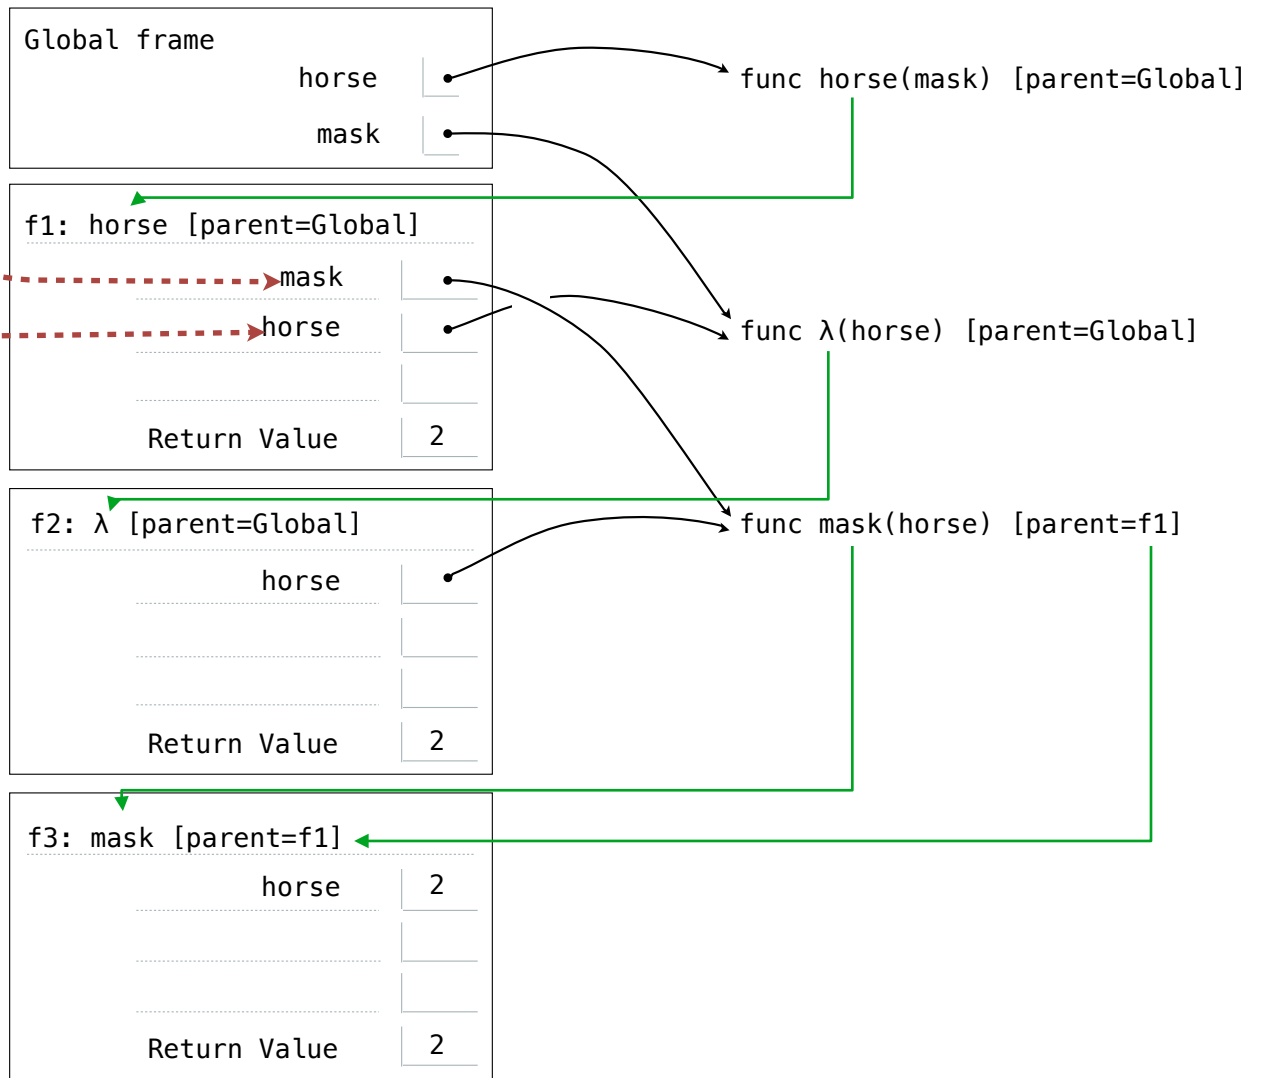 Global frame
horse
func horse(mask) [parent=Global]
mask
f1: horse [parent=Global]
mask
horse
func λ(horse) [parent=Global]
Return Value 2
f2: λ [parent=Global]
func mask(horse) [parent=f1]
horse
Return Value 2
f3: mask [parent=f1]
horse 2
Return Value 2